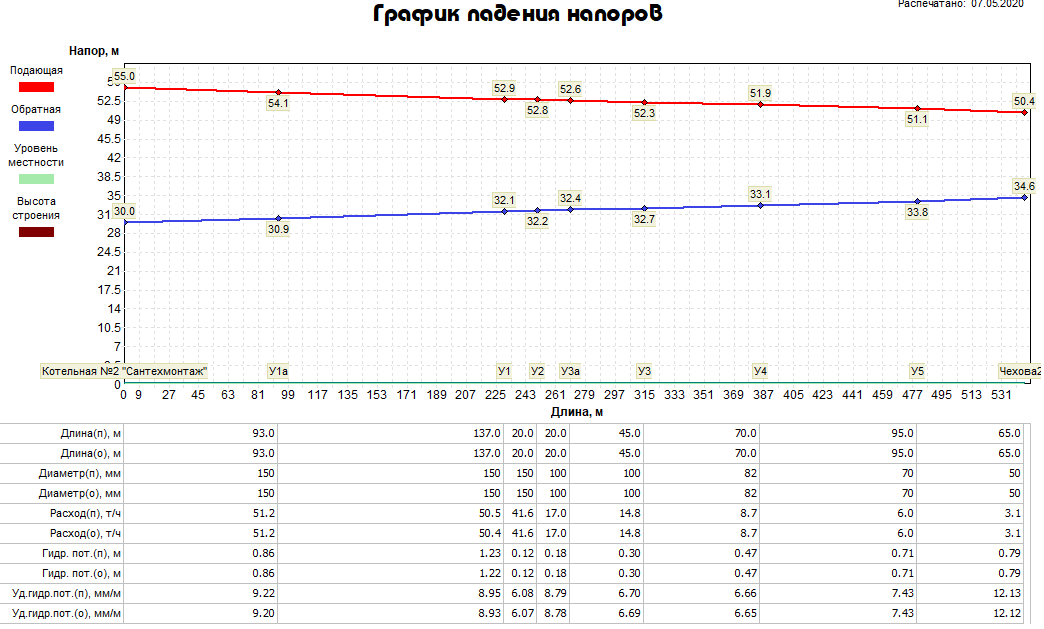 Распечатано: 07.05.2020
График падения напоров
Напор, м
Подающая
Обратная
Уровень
местности
Высота
строения
52.5
49
45.5
42
38.5
35
31
28
24.5
21
17.5
14
10.5
7
0
55.0
54.1
52.9
52.8
52.6
52.3
51.9
51.1
50.4
30.0
30.9
32.1
32.2
32.4
32.7
33.1
33.8
34.6
Котельная №2 "Сантехмонтаж" У1а У1 У2 У3а У3 У4 У5 Чехова2
0 9 27 45 63 81 99 117 135 153 171 189 207 225 243 261 279 297 315 333 351 369 387 405 423 441 459 477 495 513 531
Длина, м
Длина(п), м 93.0 137.0 20.0 20.0 45.0 70.0 95.0 65.0
Длина(о), м 93.0 137.0 20.0 20.0 45.0 70.0 95.0 65.0
Диаметр(п), мм 150 150 150 100 100 82 70 50
Диаметр(о), мм 150 150 150 100 100 82 70 50
Расход(п), т/ч 51.2 50.5 41.6 17.0 14.8 8.7 6.0 3.1
Расход(о), т/ч 51.2 50.4 41.6 17.0 14.8 8.7 6.0 3.1
Гидр. пот.(п), м 0.86 1.23 0.12 0.18 0.30 0.47 0.71 0.79
Гидр. пот.(о), м 0.86 1.22 0.12 0.18 0.30 0.47 0.71 0.79
Уд.гидр.пот.(п), мм/м 9.22 8.95 6.08 8.79 6.70 6.66 7.43 12.13
Уд.гидр.пот.(о), мм/м 9.20 8.93 6.07 8.78 6.69 6.65 7.43 12.12